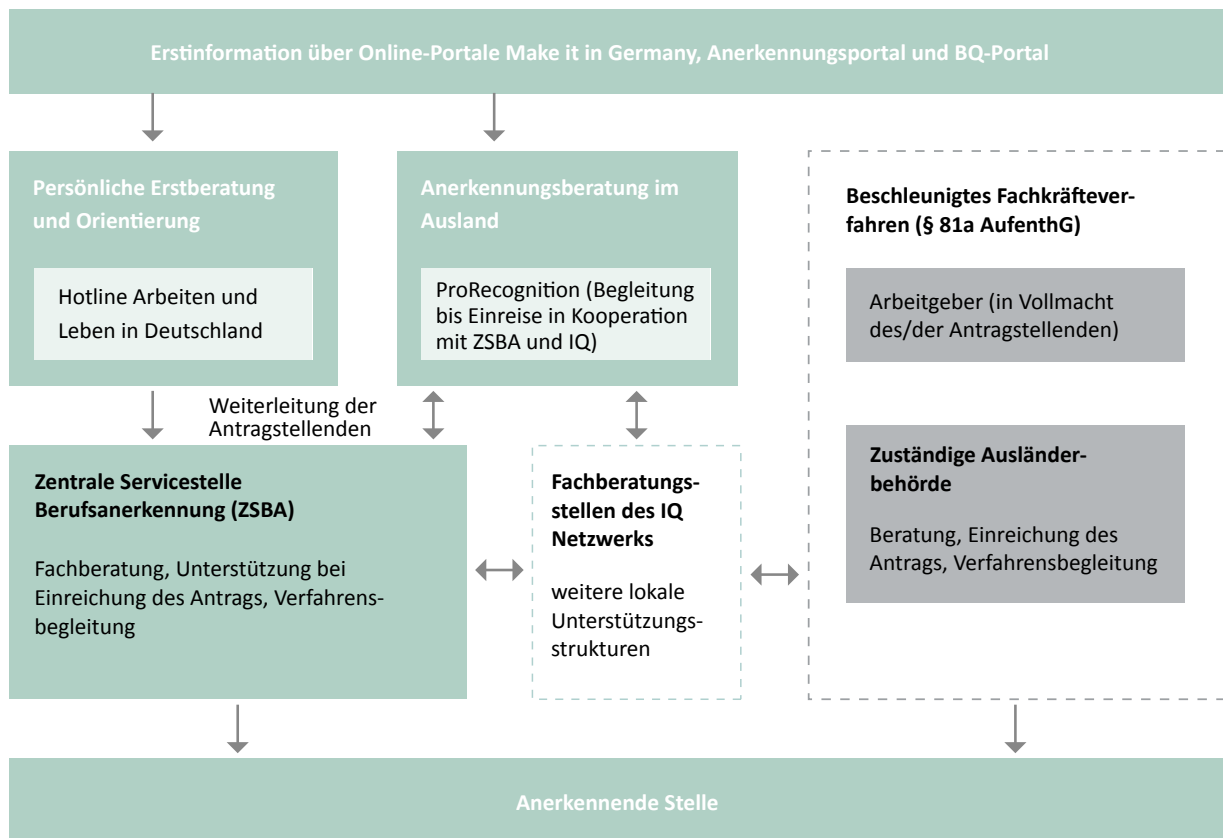 Erstinformation über Online-Portale Make it in Germany, Anerkennungsportal und BQ-Portal
Persönliche Erstberatung
und Orientierung
Hotline Arbeiten und
Leben in Deutschland
Anerkennungsberatung im
Ausland
ProRecognition (Begleitung
bis Einreise in Kooperation
mit ZSBA und IQ)
Beschleunigtes Fachkräftever-
fahren (§ 81a AufenthG)
Arbeitgeber (in Vollmacht
des/der Antragstellenden)
Zuständige Ausländer-
behörde
Beratung, Einreichung des
Antrags, Verfahrensbegleitung
Weiterleitung der
Antragstellenden
Zentrale Servicestelle
Berufsanerkennung (ZSBA)
Fachberatung, Unterstützung bei
Einreichung des Antrags, Verfahrens-
begleitung
Fachberatungs-
stellen des IQ
Netzwerks
weitere lokale
Unterstützungs-
strukturen
Anerkennende Stelle